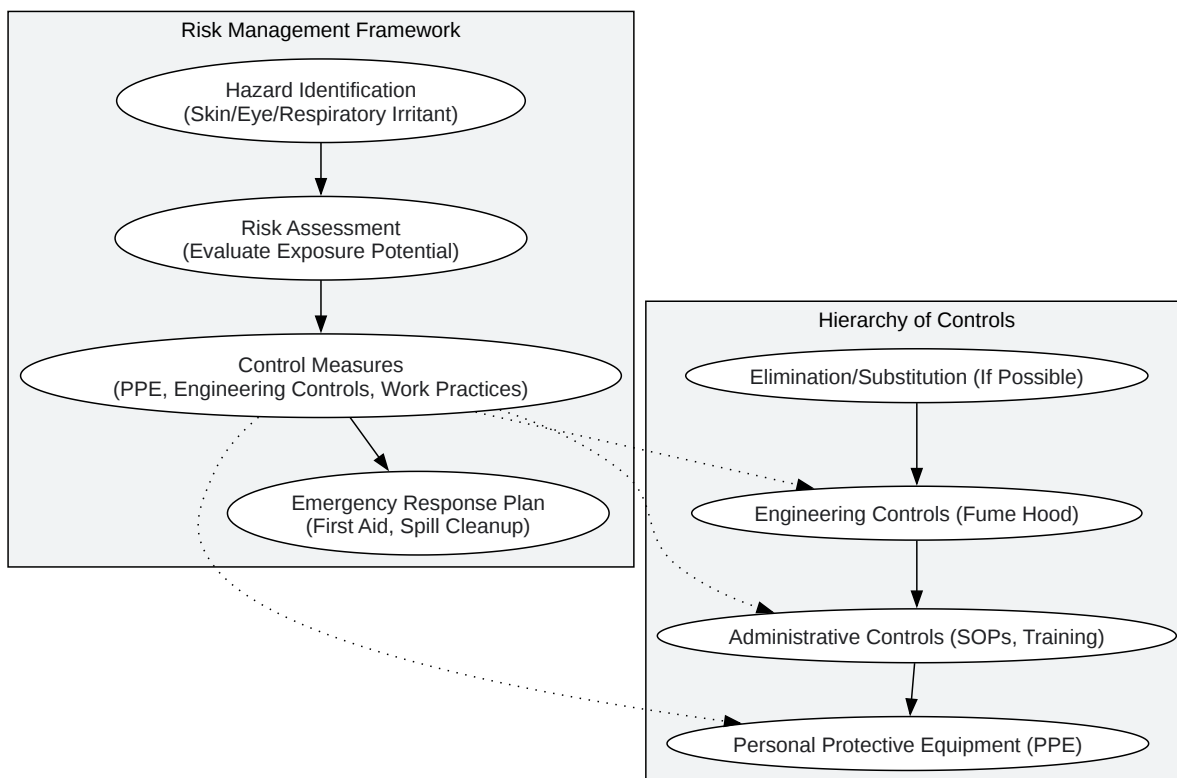 Risk Management Framework
Hazard Identification
(Skin/Eye/Respiratory Irritant)
Risk Assessment
(Evaluate Exposure Potential)
Control Measures
(PPE, Engineering Controls, Work Practices)
Emergency Response Plan
(First Aid, Spill Cleanup)
Hierarchy of Controls
Elimination/Substitution (If Possible)
Engineering Controls (Fume Hood)
Administrative Controls (SOPs, Training)
Personal Protective Equipment (PPE)